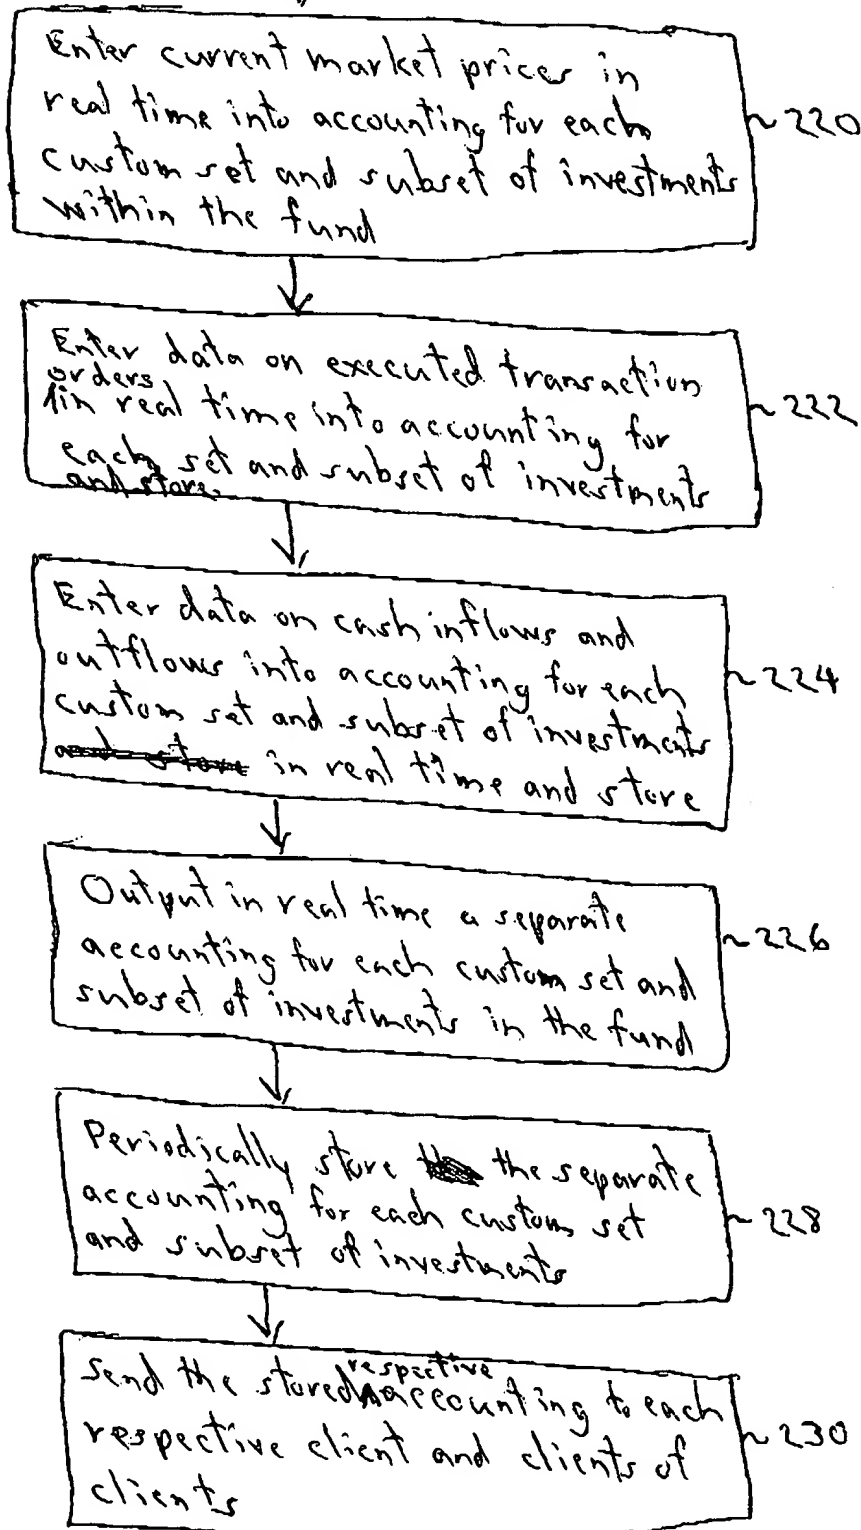 Enter current market prices in
real time into accounting for each
custom set and subset of investments
within the fund
~220
Enter data on executed transaction
orders
in real time into accounting for
each set and subset of investments
and store
~222
Enter data on cash inflows and
outflows into accounting for each
custom set and subset of investments
and store in real time and store
~224
Output in real time a separate
accounting for each custom set and
subset of investments in the fund
~226
Periodically store the separate
accounting for each custom set
and subset of investments
~228
Send the stored respective accounting to each
respective client and clients of
clients
~230